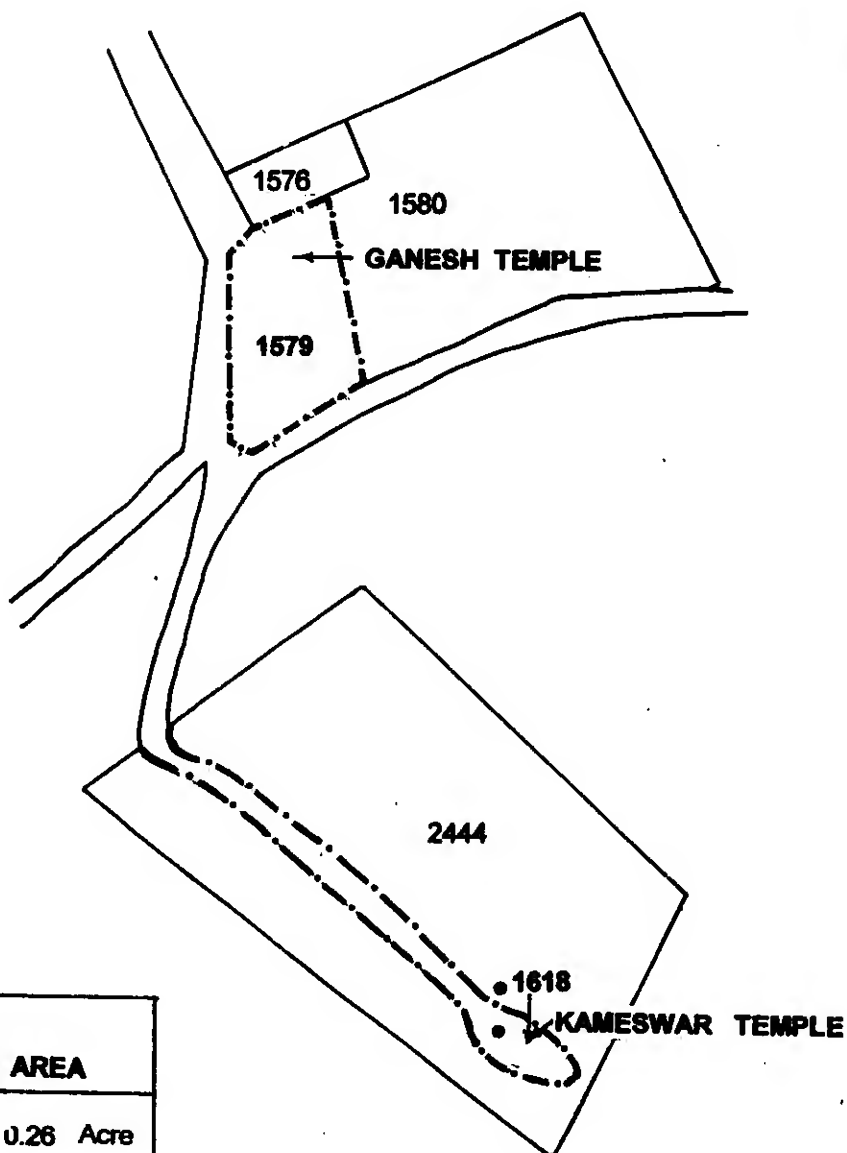 1576
1580
GANESH TEMPLE
1579
2444
1618
KAMESWAR TEMPLE
AREA
0.26 Acre